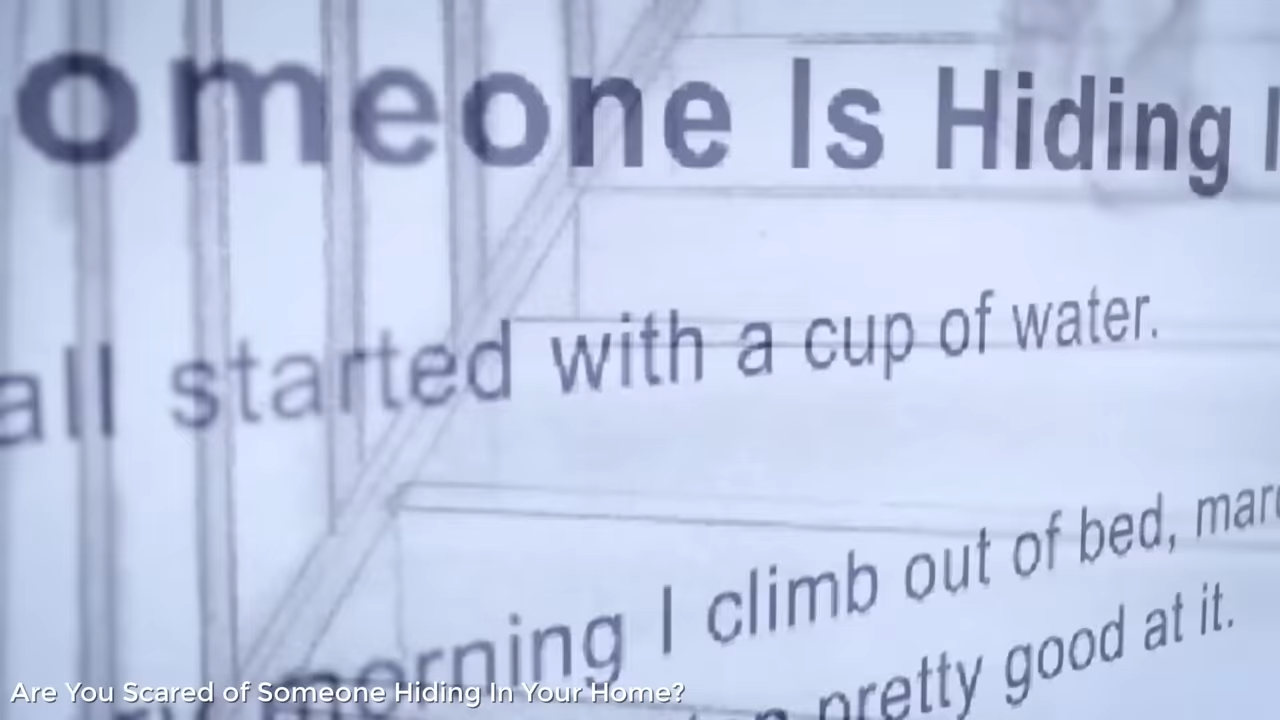 omeone Is Hiding I
all started with a cup of water.
morning I climb out of bed, mar
pretty good at it.
Are You Scared of Someone Hiding In Your Home?